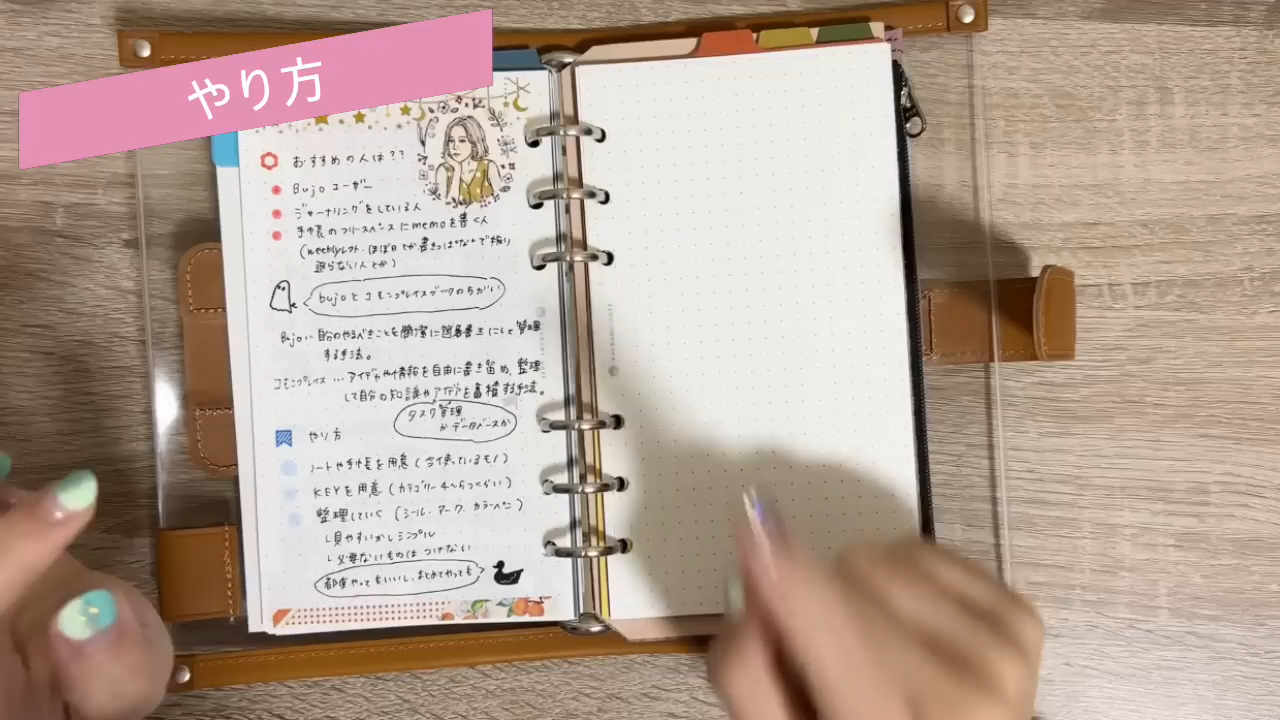 やり方
おすすめの人は??
Bujoユーザー
ジャーナリングをしている人
手帳のフリースペースにmemoを書く人
(weeklyレフト、ほぼ日とか書きっぱなしで振り
返らない人とか)
bujoとコモンプレイスブックのちがい
Bujo…自分のやるべきことを簡潔に箇条書きにして管理
する手法。
コモンプレイス…アイデアや情報を自由に書き留め、整理
して自分の知識やアイデアを蓄積する手法。
タスク管理
かデータベースか
やり方
ノートや手帳を用意(今使っているもの)
KEYを用意(カテゴリー4〜5つくらい)
整理していく(シール、マーク、カラーペン)
見やすいかしシンプル
必要ないものはつけない
都度やってもいいし、まとめてやっても